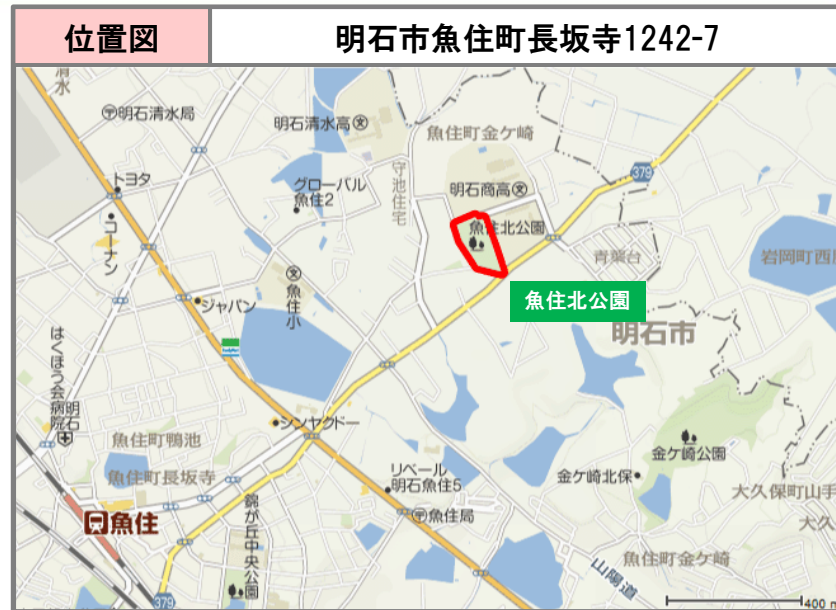 位置図
明石市魚住町長坂寺1242-7
清水
〒明石清水局
明石清水高文
魚住町金ケ崎
守池住宅
379
トヨタ
グローバル
魚住2
明石商高文
コーナン
魚住北公園
青葉台
岩岡町西
文
魚住小
ジャパン
魚住北公園
明石市
はくほう会病院
明石
シンヤクドー
魚住町鴨池
金ケ崎公園
魚住町長坂寺
リベール
明石魚住5
金ケ崎北保
大久保町山手
魚住
錦が丘中央公園
〒魚住局
大久
魚住町金ケ崎
山陽道
379
400 m